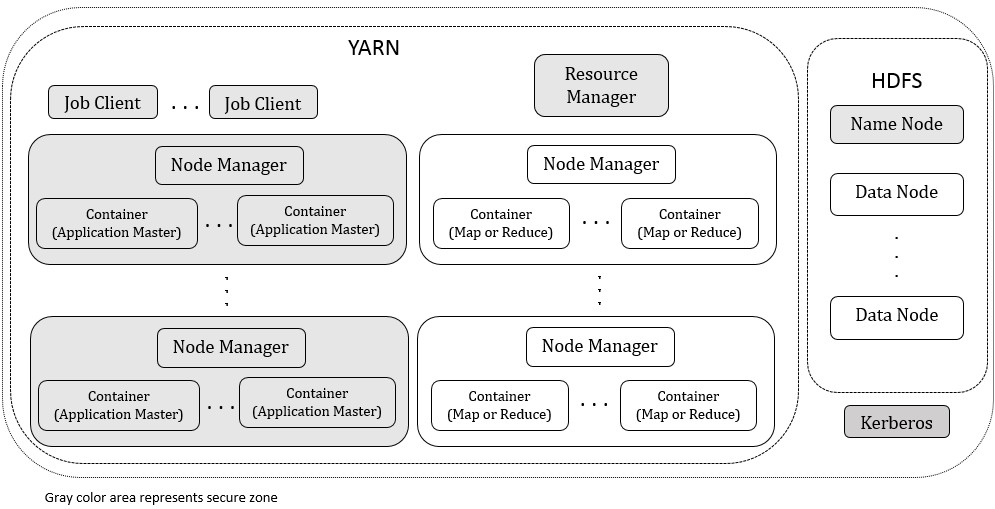 YARN
HDFS
Resource
Manager
Job Client
. . .
Job Client
Name Node
Node Manager
Container
(Application Master)
. . .
Container
(Application Master)
Node Manager
Container
(Map or Reduce)
. . .
Container
(Map or Reduce)
Data Node
.
.
.
Data Node
Node Manager
Container
(Application Master)
. . .
Container
(Application Master)
Node Manager
Container
(Map or Reduce)
. . .
Container
(Map or Reduce)
Kerberos
Gray color area represents secure zone